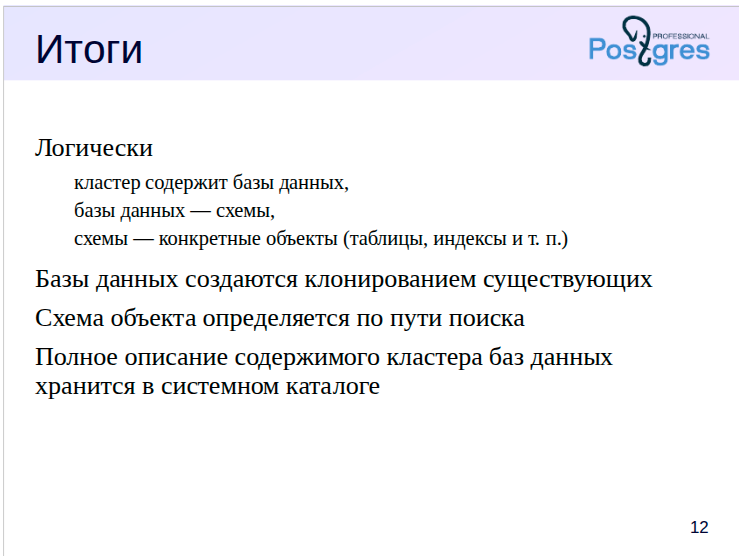 Итоги
PROFESSIONAL
Postgres
Логически
кластер содержит базы данных,
базы данных — схемы,
схемы — конкретные объекты (таблицы, индексы и т. п.)
Базы данных создаются клонированием существующих
Схема объекта определяется по пути поиска
Полное описание содержимого кластера баз данных
хранится в системном каталоге
12